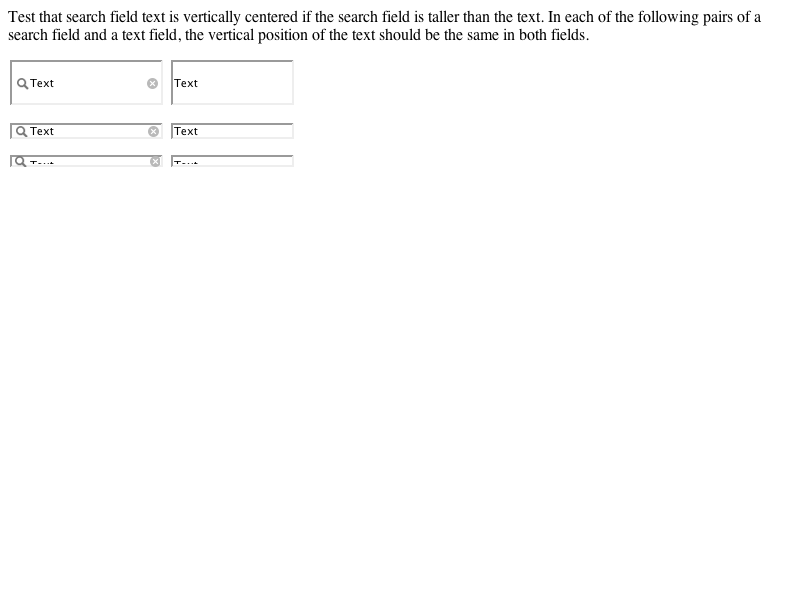 Test that search field text is vertically centered if the search field is taller than the text. In each of the following pairs of a
search field and a text field, the vertical position of the text should be the same in both fields.
Text Text
Text Text